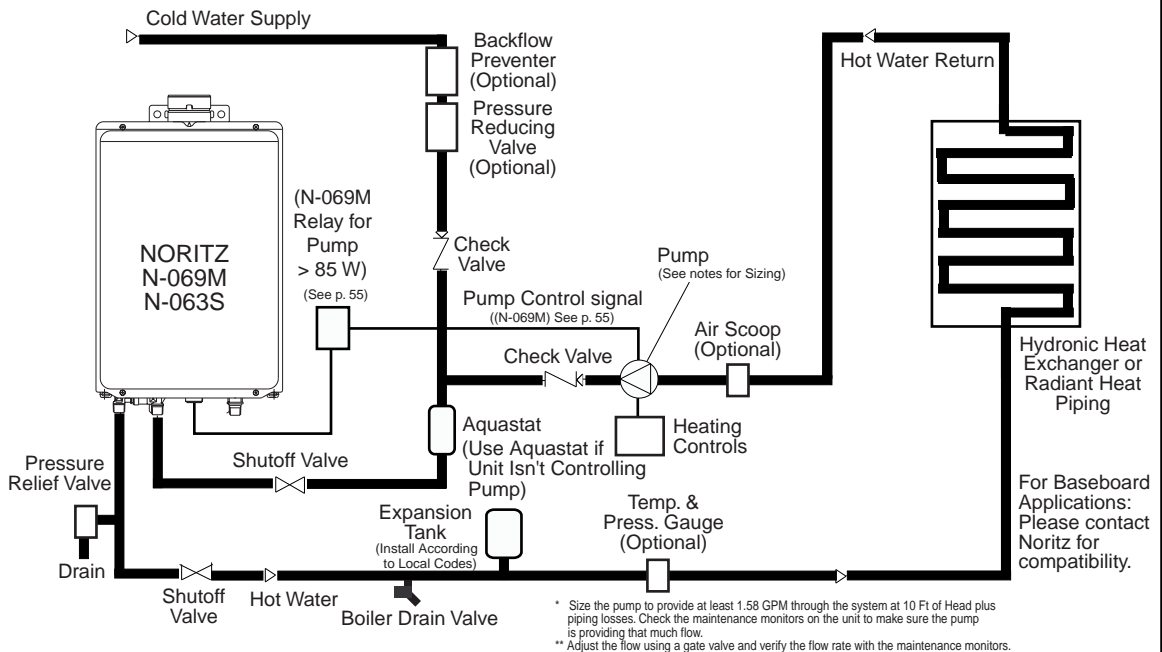 Cold Water Supply
Backflow
Preventer
(Optional)
Pressure
Reducing
Valve
(Optional)
Hot Water Return
NORITZ
N-069M
N-063S
(N-069M
Relay for
Pump
> 85 W)
(See p. 55)
Check
Valve
Pump
(See notes for Sizing)
Pump Control signal
((N-069M) See p. 55)
Check Valve
Air Scoop
(Optional)
Hydronic Heat
Exchanger or
Radiant Heat
Piping
Aquastat
(Use Aquastat if
Unit Isn't Controlling
Pump)
Heating
Controls
Shutoff Valve
Pressure
Relief Valve
Drain
Expansion
Tank
(Install According
to Local Codes)
Temp. &
Press. Gauge
(Optional)
For Baseboard
Applications:
Please contact
Noritz for
compatibility.
Shutoff
Valve
Hot Water
Boiler Drain Valve
* Size the pump to provide at least 1.58 GPM through the system at 10 Ft of Head plus
piping losses. Check the maintenance monitors on the unit to make sure the pump
is providing that much flow.
** Adjust the flow using a gate valve and verify the flow rate with the maintenance monitors.